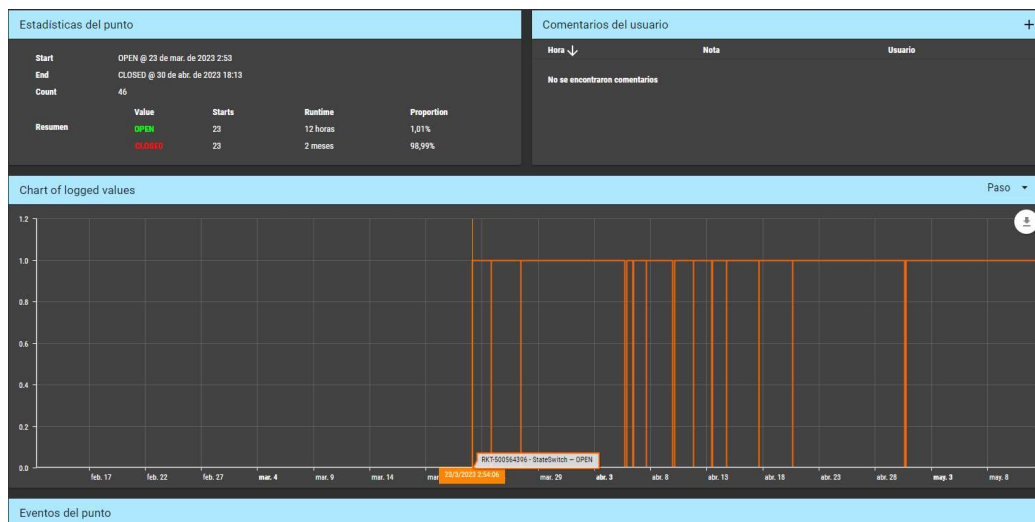 Estadísticas del punto
Start OPEN @ 23 de mar. de 2023 2:53
End CLOSED @ 30 de abr. de 2023 18:13
Count 46
Value Starts Runtime Proportion
Resumen OPEN 23 12 horas 1,01%
CLOSED 23 2 meses 98,99%
Comentarios del usuario +
Hora Nota Usuario
No se encontraron comentarios
Chart of logged values Paso
1.2
1.0
0.8
0.6
0.4
0.2
0.0
RKT-500564396 - StateSwitch — OPEN
feb. 17 feb. 22 feb. 27 mar. 4 mar. 9 mar. 14 mar 23/3/2023 2:54:06 mar. 29 abr. 3 abr. 8 abr. 13 abr. 18 abr. 23 abr. 28 may. 3 may. 8
Eventos del punto